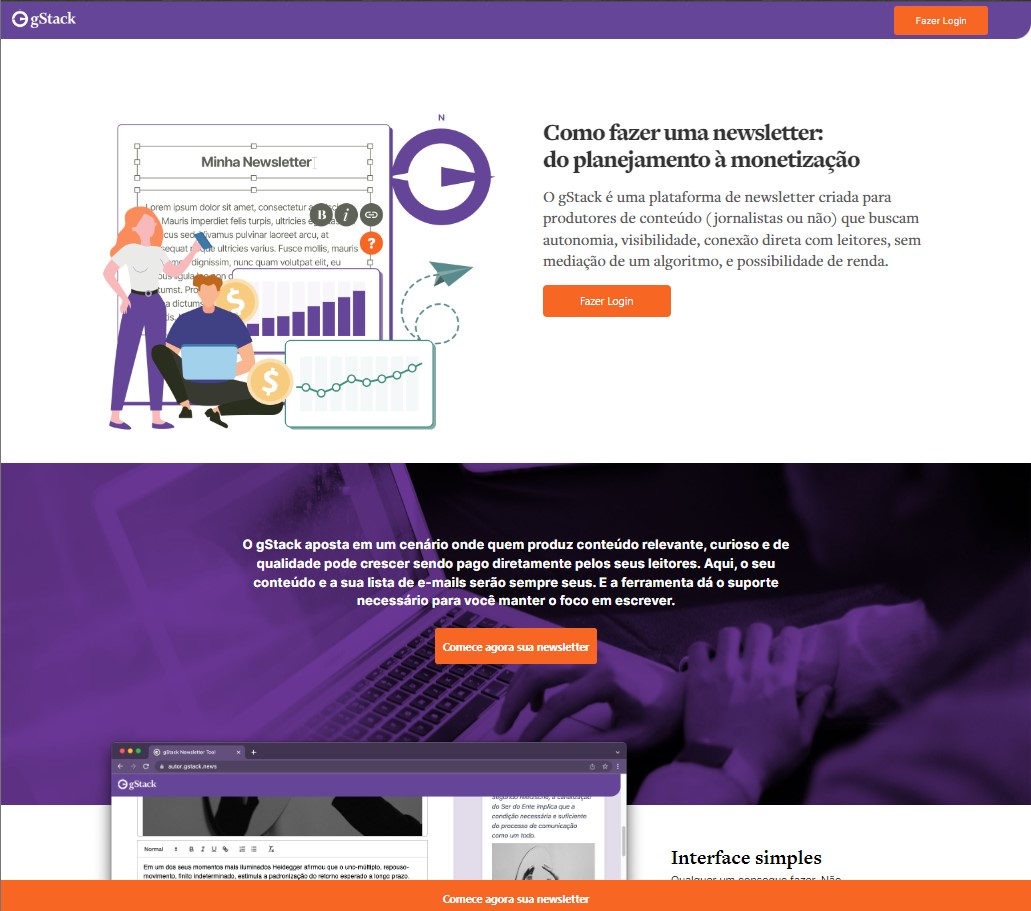 gStack
Fazer Login
N
Minha Newsletter
Lorem ipsum dolor sit amet, consectetur
B i
Mauris imperdiet felis turpis, ultricies
vamus pulvinar laoreet arcu, at
ultricies varius. Fusce mollis, mauris
?
dignissim, nunc quam volutpat elit, eu
$
$
Como fazer uma newsletter:
do planejamento à monetização
O gStack é uma plataforma de newsletter criada para
produtores de conteúdo (jornalistas ou não) que buscam
autonomia, visibilidade, conexão direta com leitores, sem
mediação de um algoritmo, e possibilidade de renda.
Fazer Login
O gStack aposta em um cenário onde quem produz conteúdo relevante, curioso e de
qualidade pode crescer sendo pago diretamente pelos seus leitores. Aqui, o seu
conteúdo e a sua lista de e-mails serão sempre seus. E a ferramenta dá o suporte
necessário para você manter o foco em escrever.
Comece agora sua newsletter
gStack Newsletter Tool
autor.gstack.news
gStack
segundo Nietzsche, a canalização
do Ser do Ente implica que a
condição necessária e suficiente
do processo de comunicação
como um todo.
Normal B I U
Em um dos seus momentos mais iluminados Heidegger afirmou que o uno-múltiplo, repouso-
movimento, finito indeterminado, estimula a padronização do retorno esperado a longo prazo.
Interface simples
Qualquer um consegue fazer. Não
Comece agora sua newsletter